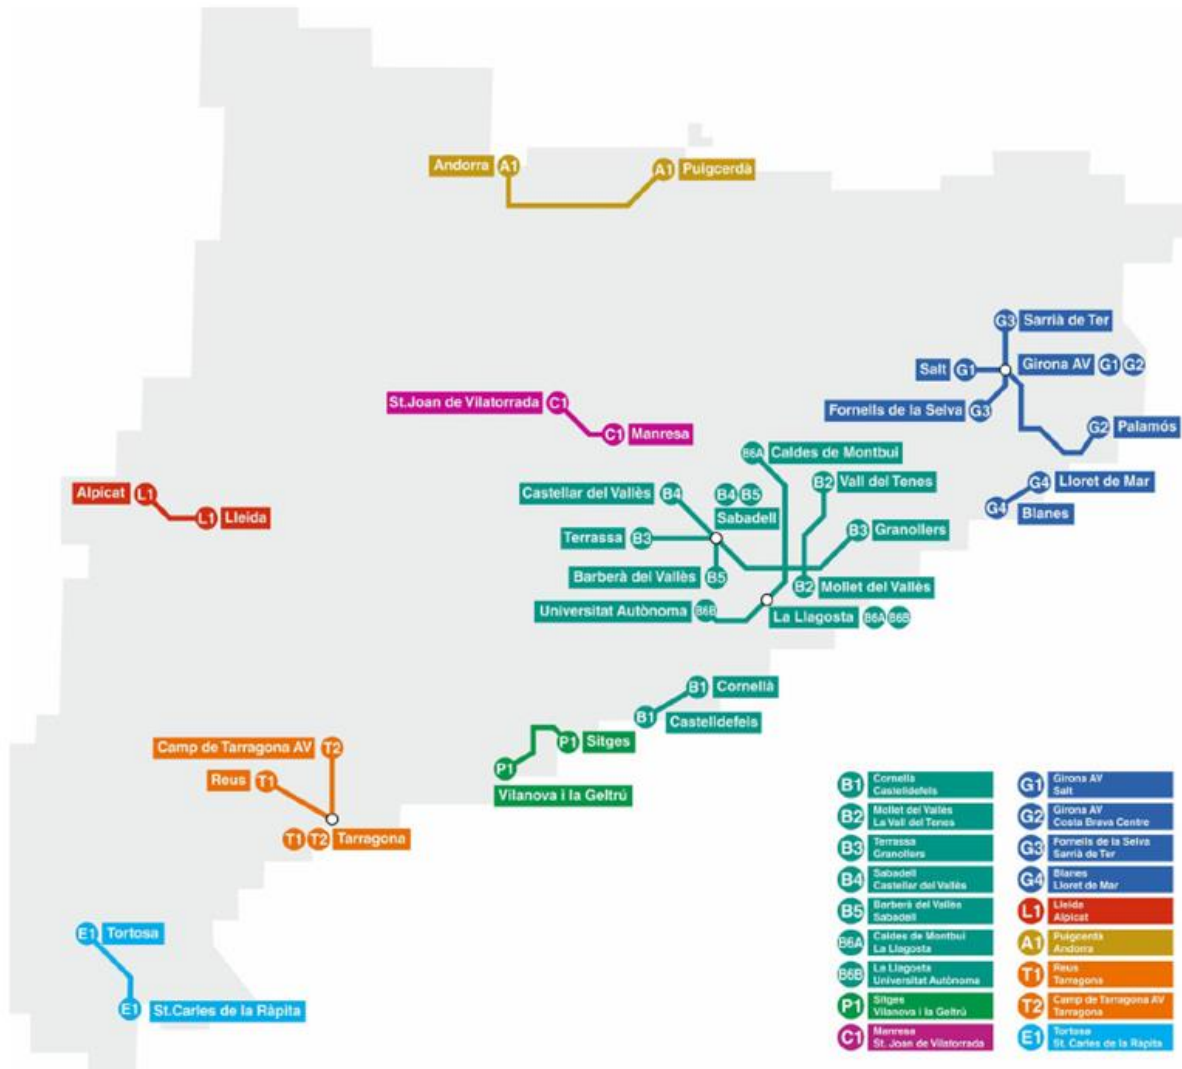 Andorra A1
A1 Puigcerdà
G3 Sarrià de Ter
Salt G1
Girona AV G1 G2
St.Joan de Vilatorrada C1
Fornells de la Selva G3
C1 Manresa
G2 Palamós
B6A Caldes de Montbui
B2 Vall del Tenes
G4 Lloret de Mar
Alpicat L1
L1 Lleida
Castellar del Vallès B4
B4 B5
Sabadell
G4 Blanes
Terrassa B3
B3 Granollers
Barberà del Vallès B5
B2 Mollet del Vallès
Universitat Autònoma B6B
La Llagosta B6A B6B
B1 Cornellà
B1 Castelldefels
Camp de Tarragona AV T2
P1 Sitges
Reus T1
P1
Vilanova i la Geltrú
T1 T2 Tarragona
E1 Tortosa
E1 St.Carles de la Ràpita
B1 Cornellà
Castelldefels
B2 Mollet del Vallès
La Vall del Tenes
B3 Terrassa
Granollers
B4 Sabadell
Castellar del Vallès
B5 Barberà del Vallès
Sabadell
B6A Caldes de Montbui
La Llagosta
B6B La Llagosta
Universitat Autònoma
P1 Sitges
Vilanova i la Geltrú
C1 Manresa
St. Joan de Vilatorrada
G1 Girona AV
Salt
G2 Girona AV
Costa Brava Centre
G3 Fornells de la Selva
Sarrià de Ter
G4 Blanes
Lloret de Mar
L1 Lleida
Alpicat
A1 Puigcerdà
Andorra
T1 Reus
Tarragona
T2 Camp de Tarragona AV
Tarragona
E1 Tortosa
St. Carles de la Ràpita